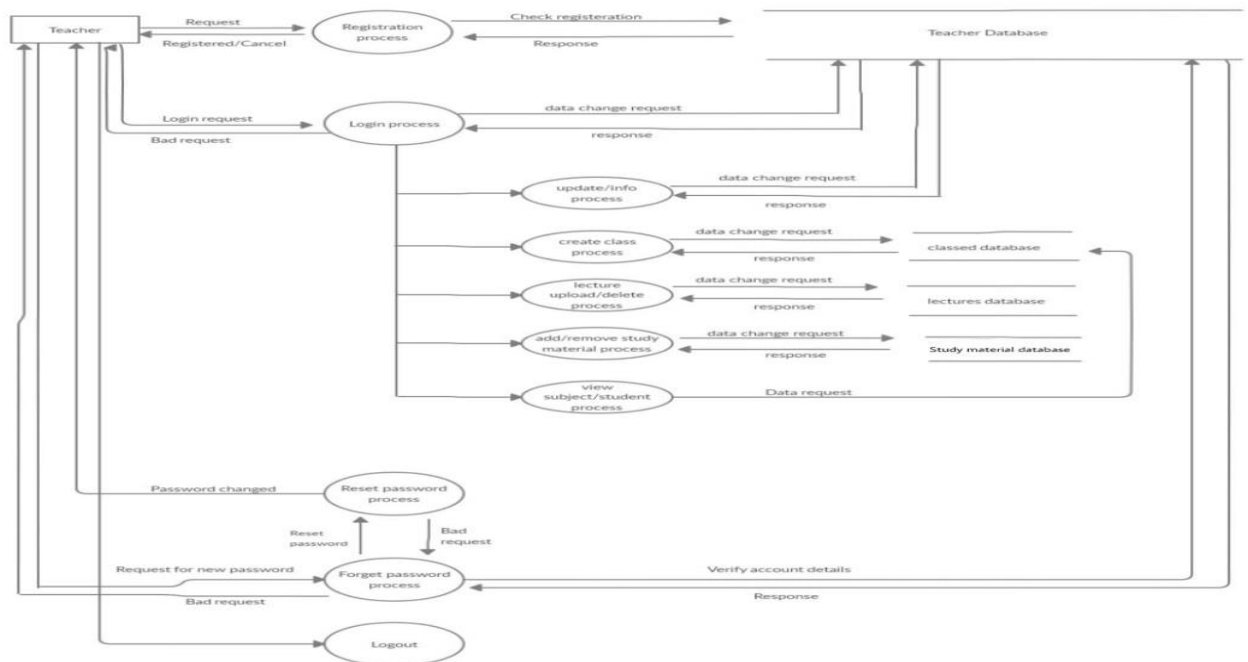 Teacher
Request
Registered/Cancel
Registration
process
Check registeration
Response
Teacher Database
Login request
Bad request
Login process
data change request
response
update/info
process
data change request
response
create class
process
data change request
response
classed database
lecture
upload/delete
process
data change request
response
lectures database
add/remove study
material process
data change request
response
Study material database
view
subject/student
process
Data request
Password changed
Reset password
process
Reset
password
Bad
request
Request for new password
Bad request
Forget password
process
Verify account details
Response
Logout